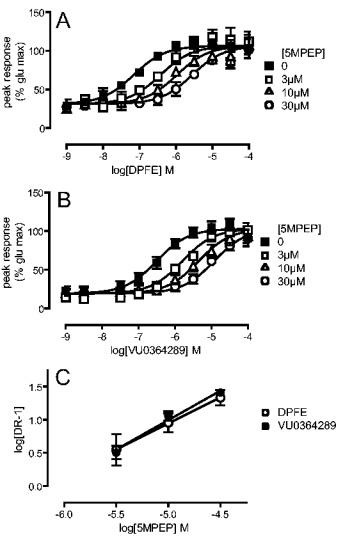 A
150
100
50
0
peak response
(% glu max)
-9 -8 -7 -6 -5 -4
log[DPFE] M
[5MPEP]
0
3µM
10µM
30µM
B
150
100
50
0
peak response
(% glu max)
-9 -8 -7 -6 -5 -4
log[VU0364289] M
[5MPEP]
0
3µM
10µM
30µM
C
1.5
1.0
0.5
0.0
log[DR-1]
-6.0 -5.5 -5.0 -4.5
log[5MPEP] M
DPFE
VU0364289